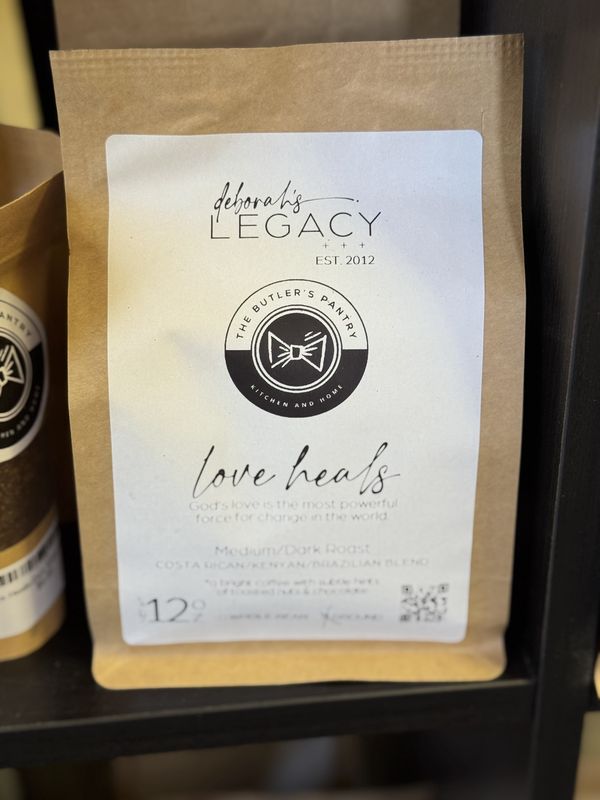 deborah's
LEGACY
+ + +
EST. 2012
THE BUTLER'S PANTRY
KITCHEN AND HOME
love heals
God's love is the most powerful
force for change in the world.
Medium/Dark Roast
COSTA RICAN/KENYAN/BRAZILIAN BLEND
*a bright coffee with subtle hints
of toasted nuts & chocolate
12 OZ
GROUND
PANTRY